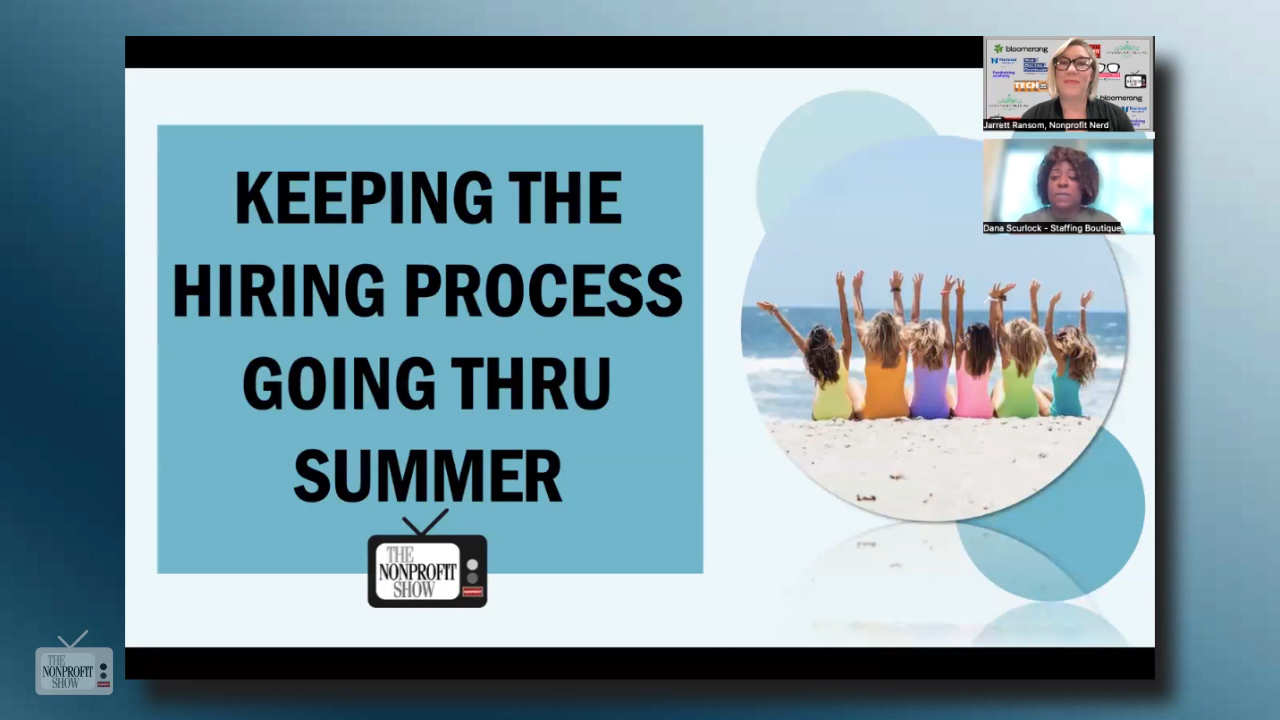 KEEPING THE
HIRING PROCESS
GOING THRU
SUMMER
THE
NONPROFIT
SHOW
bloomerang
TECH
bloomerang
Jarrett Ransom, Nonprofit Nerd
Dana Scurlock - Staffing Boutique
THE
NONPROFIT
SHOW